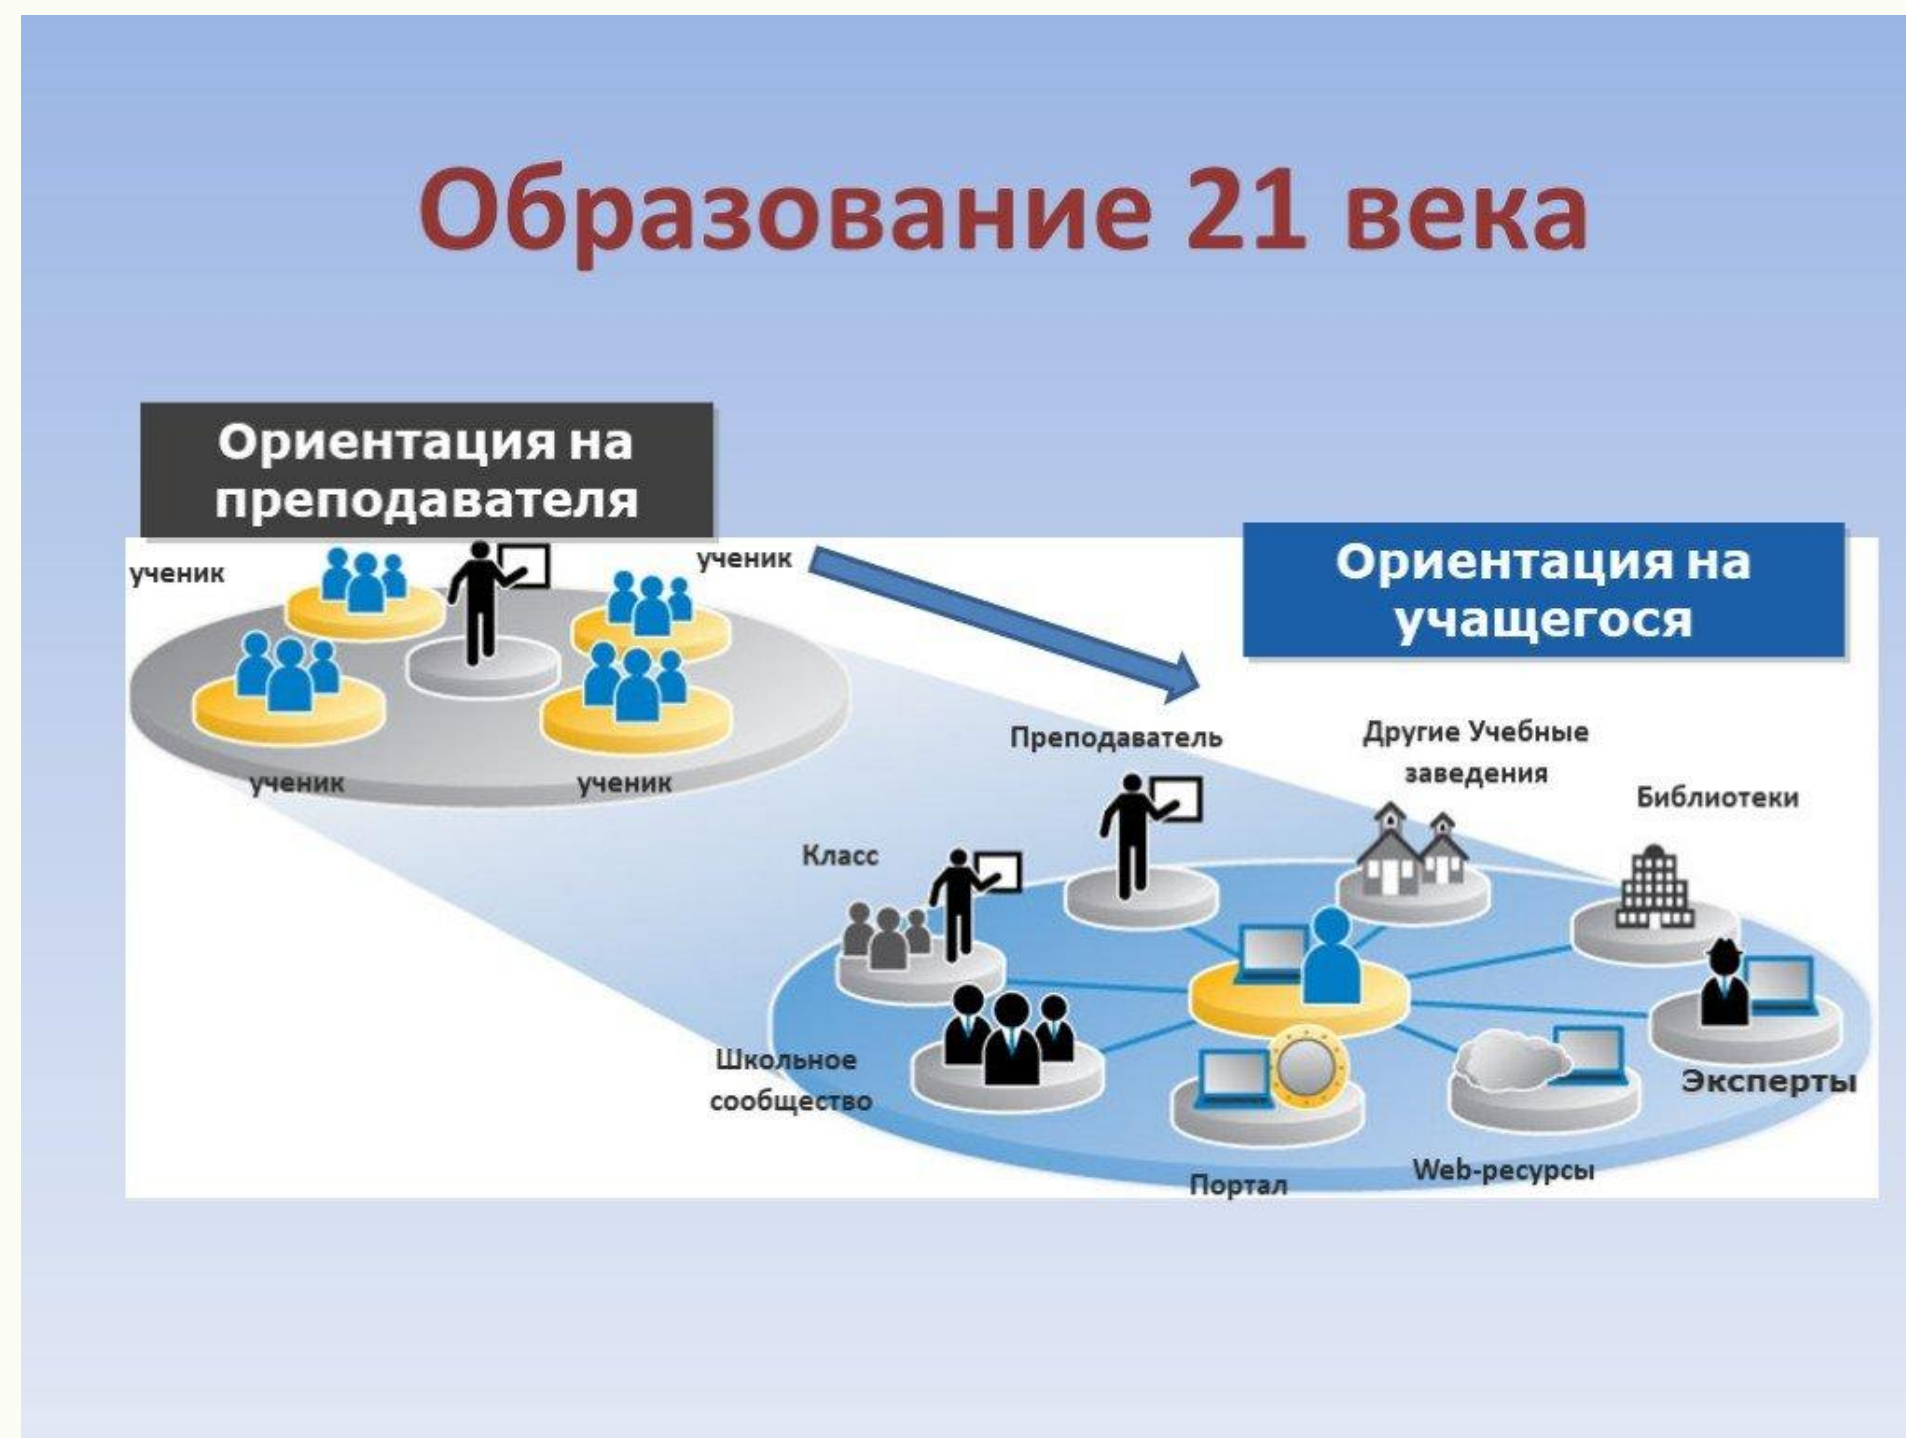 Образование 21 века
Ориентация на
преподавателя
ученик
ученик
ученик
ученик
Ориентация на
учащегося
Преподаватель
Другие Учебные
заведения
Библиотеки
Класс
Школьное
сообщество
Эксперты
Портал
Web-ресурсы